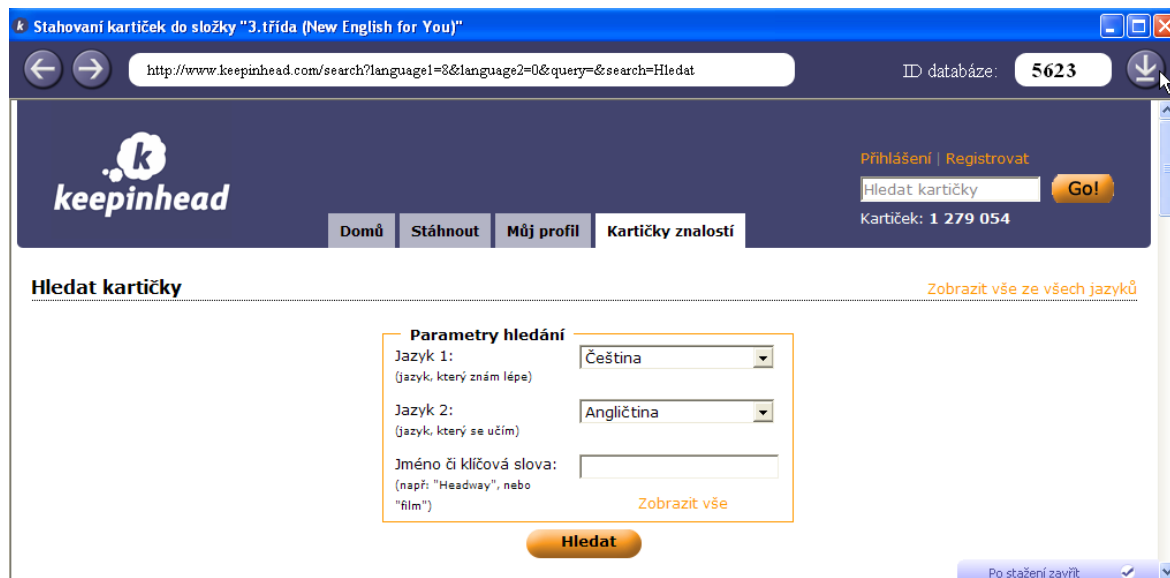 k Stahovaní kartiček do složky "3.třída (New English for You)"
http://www.keepinhead.com/search?language1=8&language2=0&query=&search=Hledat
ID databáze: 5623
k
keepinhead
Přihlášení | Registrovat
Hledat kartičky Go!
Kartiček: 1 279 054
Domů Stáhnout Můj profil Kartičky znalostí
Hledat kartičky
Zobrazit vše ze všech jazyků
Parametry hledání
Jazyk 1: Čeština
(jazyk, který znám lépe)
Jazyk 2: Angličtina
(jazyk, který se učím)
Jméno či klíčová slova:
(např: "Headway", nebo
"film")
Zobrazit vše
Hledat
Po stažení zavřít